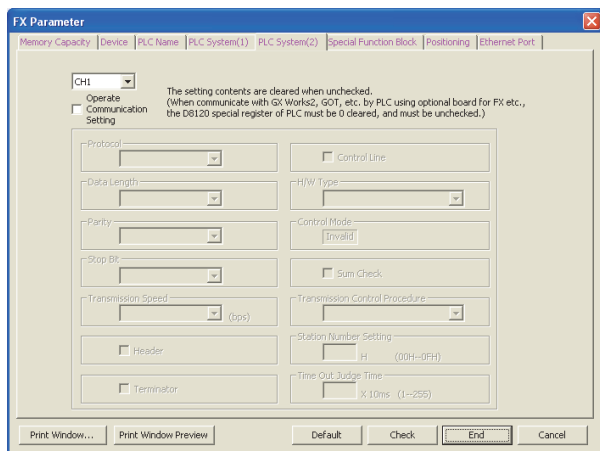 FX Parameter
Memory Capacity Device PLC Name PLC System(1) PLC System(2) Special Function Block Positioning Ethernet Port
CH1
Operate
Communication
Setting
The setting contents are cleared when unchecked.
(When communicate with GX Works2, GOT, etc. by PLC using optional board for FX etc.,
the D8120 special register of PLC must be 0 cleared, and must be unchecked.)
Protocol
Control Line
Data Length
H/W Type
Parity
Control Mode
Invalid
Stop Bit
Sum Check
Transmission Speed
(bps)
Transmission Control Procedure
Header
Station Number Setting
H (00H--0FH)
Terminator
Time Out Judge Time
X 10ms (1--255)
Print Window... Print Window Preview Default Check End Cancel